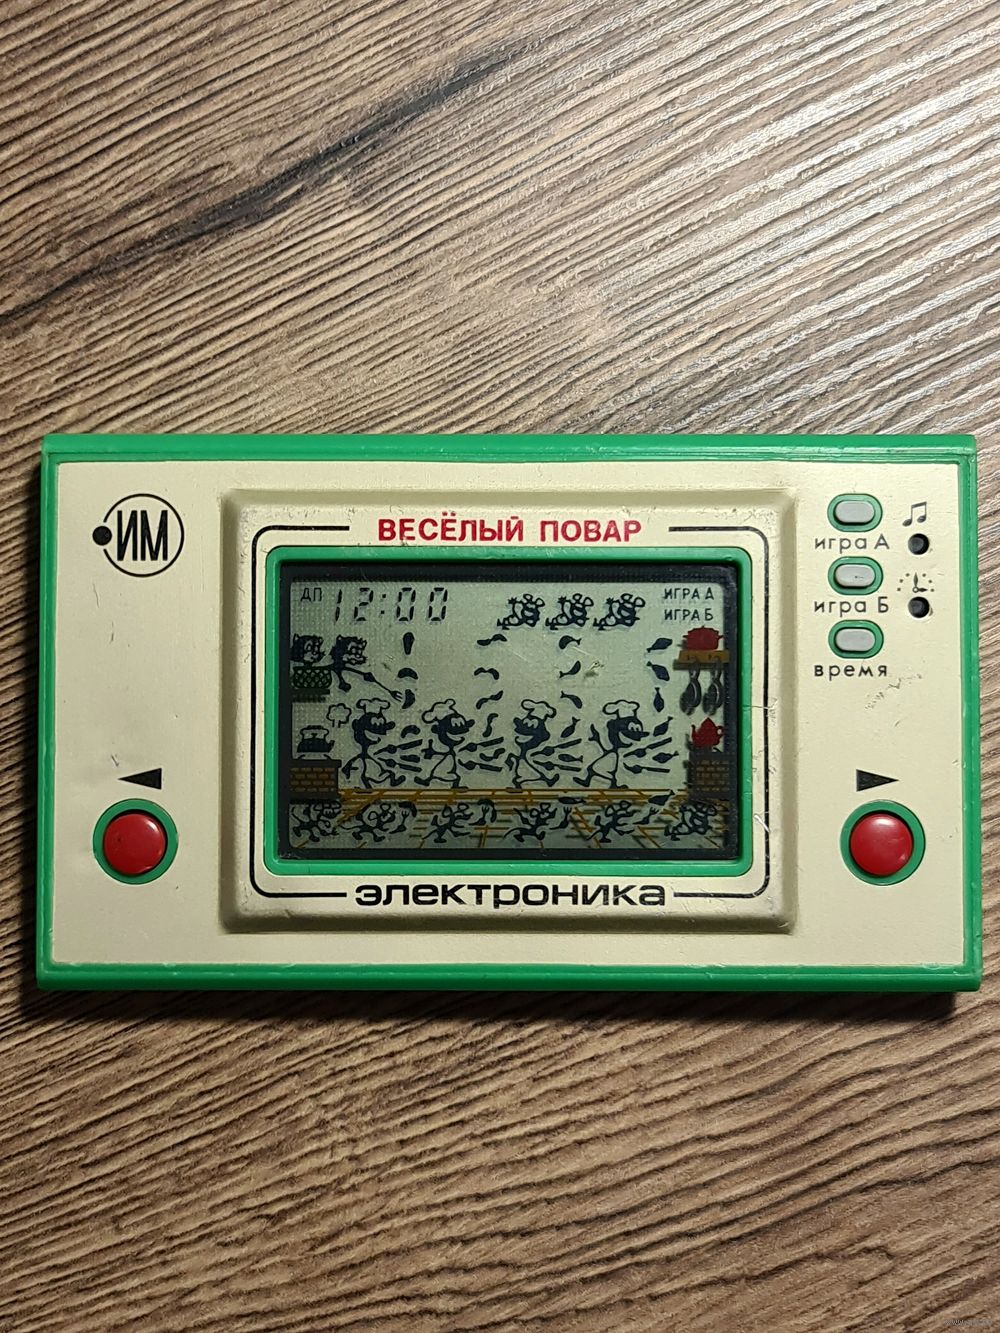 ИМ
ВЕСЁЛЫЙ ПОВАР
ДП 12:00
ИГРА А
ИГРА Б
игра А
игра Б
время
электроника